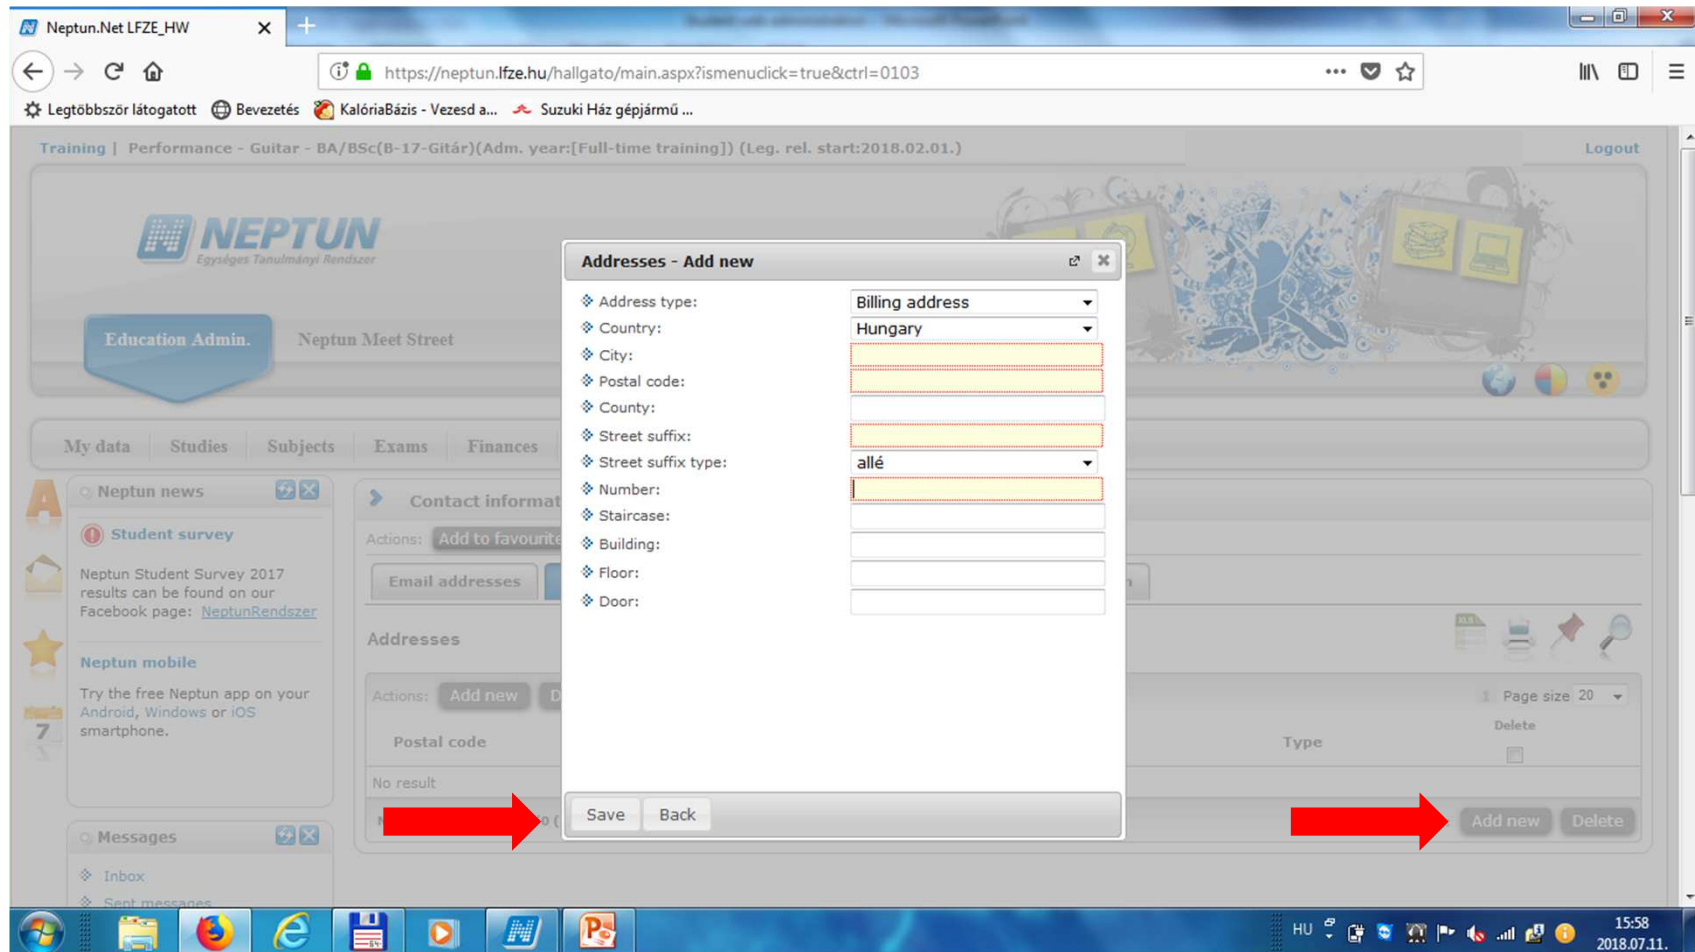 Neptun.Net LFZE_HW
https://neptun.lfze.hu/hallgato/main.aspx?ismenuclick=true&ctrl=0103
Legtöbbször látogatott Bevezetés KalóriaBázis - Vezesd a... Suzuki Ház gépjármű ...
Training | Performance - Guitar - BA/BSc(B-17-Gitár)(Adm. year:[Full-time training]) (Leg. rel. start:2018.02.01.) Logout
NEPTUN
Egységes Tanulmányi Rendszer
Education Admin. Neptun Meet Street
My data Studies Subjects Exams Finances
Neptun news
Student survey
Neptun Student Survey 2017
results can be found on our
Facebook page: NeptunRendszer
Neptun mobile
Try the free Neptun app on your
Android, Windows or iOS
smartphone.
7
Messages
Inbox
Sent messages
Contact informat
Actions: Add to favourite
Email addresses
Addresses
XLS
Actions: Add new D
1 Page size 20
Postal code Type Delete
No result
Add new Delete
Addresses - Add new
Address type: Billing address
Country: Hungary
City:
Postal code:
County:
Street suffix:
Street suffix type: allé
Number:
Staircase:
Building:
Floor:
Door:
Save Back
HU
15:58
2018.07.11.